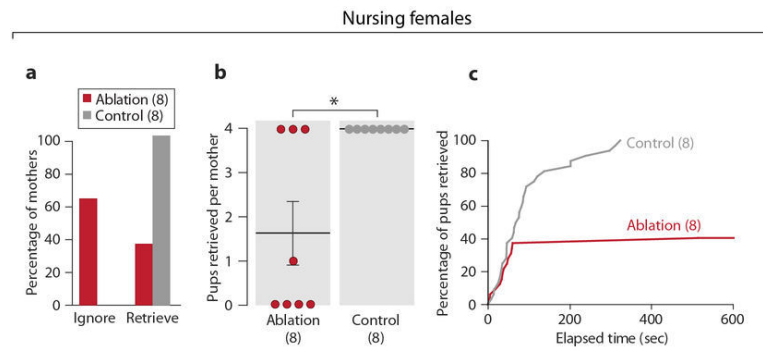 Nursing females
a
Ablation (8)
Control (8)
Percentage of mothers
100
80
60
40
20
0
Ignore
Retrieve
b
*
Pups retrieved per mother
4
3
2
1
0
Ablation
(8)
Control
(8)
c
Percentage of pups retrieved
100
80
60
40
20
0
Control (8)
Ablation (8)
0
200
400
600
Elapsed time (sec)